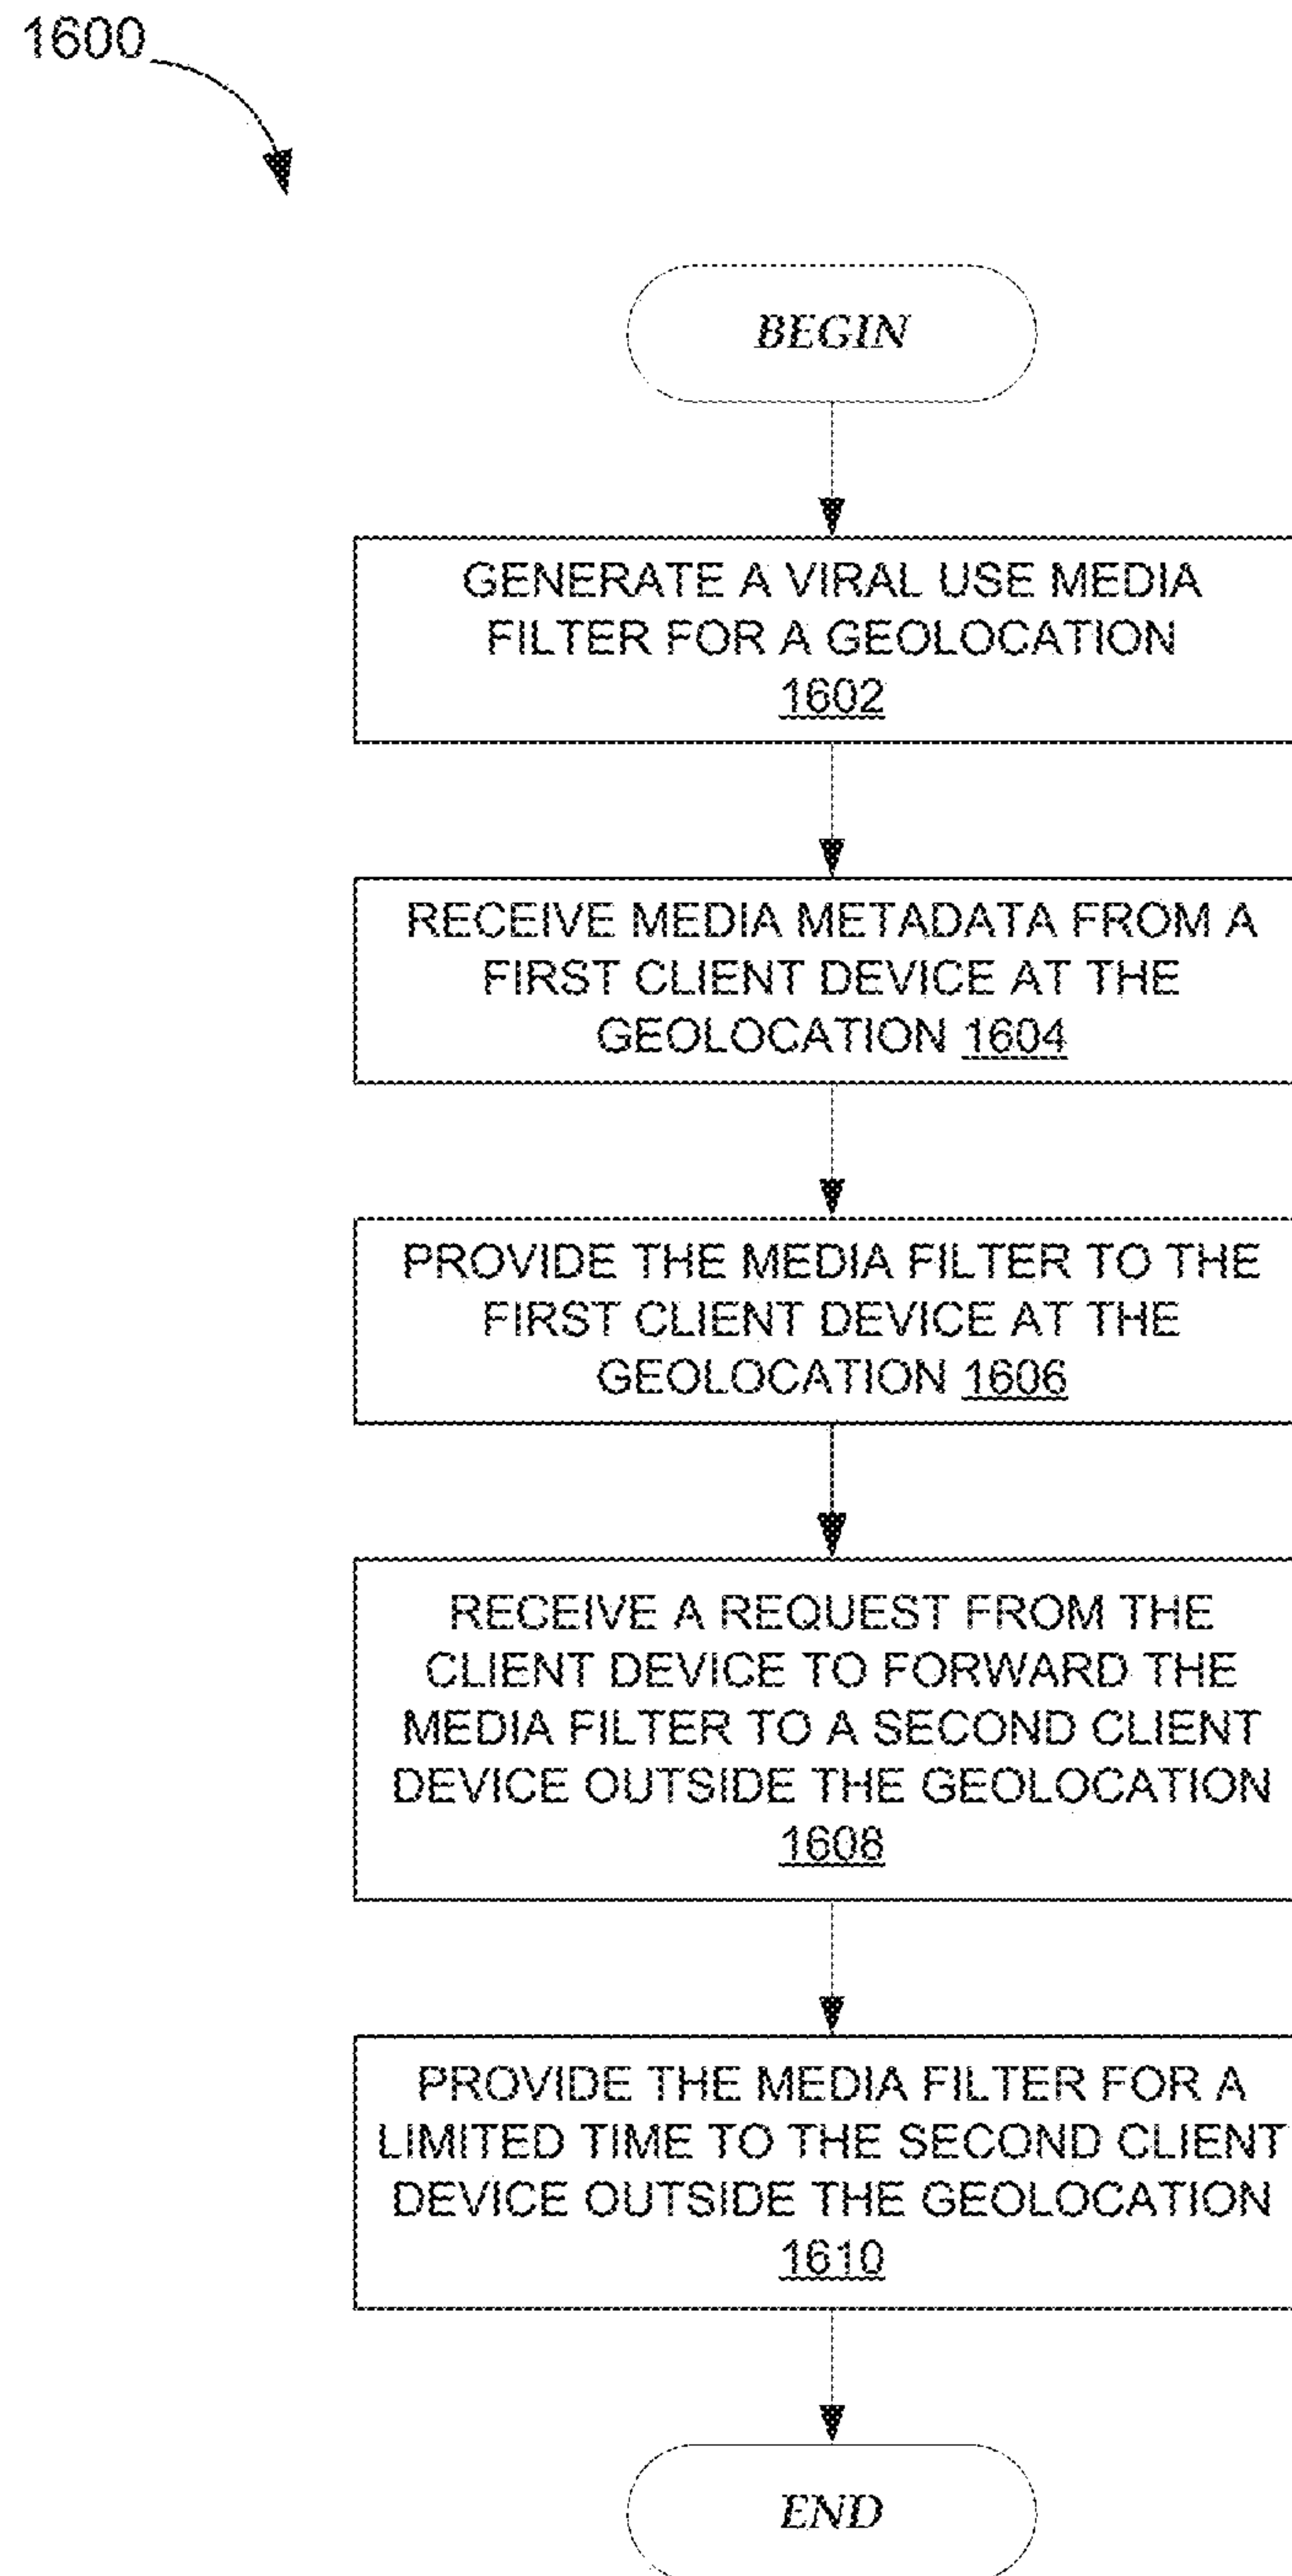 1600
BEGIN
GENERATE A VIRAL USE MEDIA
FILTER FOR A GEOLOCATION
1602
RECEIVE MEDIA METADATA FROM A
FIRST CLIENT DEVICE AT THE
GEOLOCATION 1604
PROVIDE THE MEDIA FILTER TO THE
FIRST CLIENT DEVICE AT THE
GEOLOCATION 1606
RECEIVE A REQUEST FROM THE
CLIENT DEVICE TO FORWARD THE
MEDIA FILTER TO A SECOND CLIENT
DEVICE OUTSIDE THE GEOLOCATION
1608
PROVIDE THE MEDIA FILTER FOR A
LIMITED TIME TO THE SECOND CLIENT
DEVICE OUTSIDE THE GEOLOCATION
1610
END